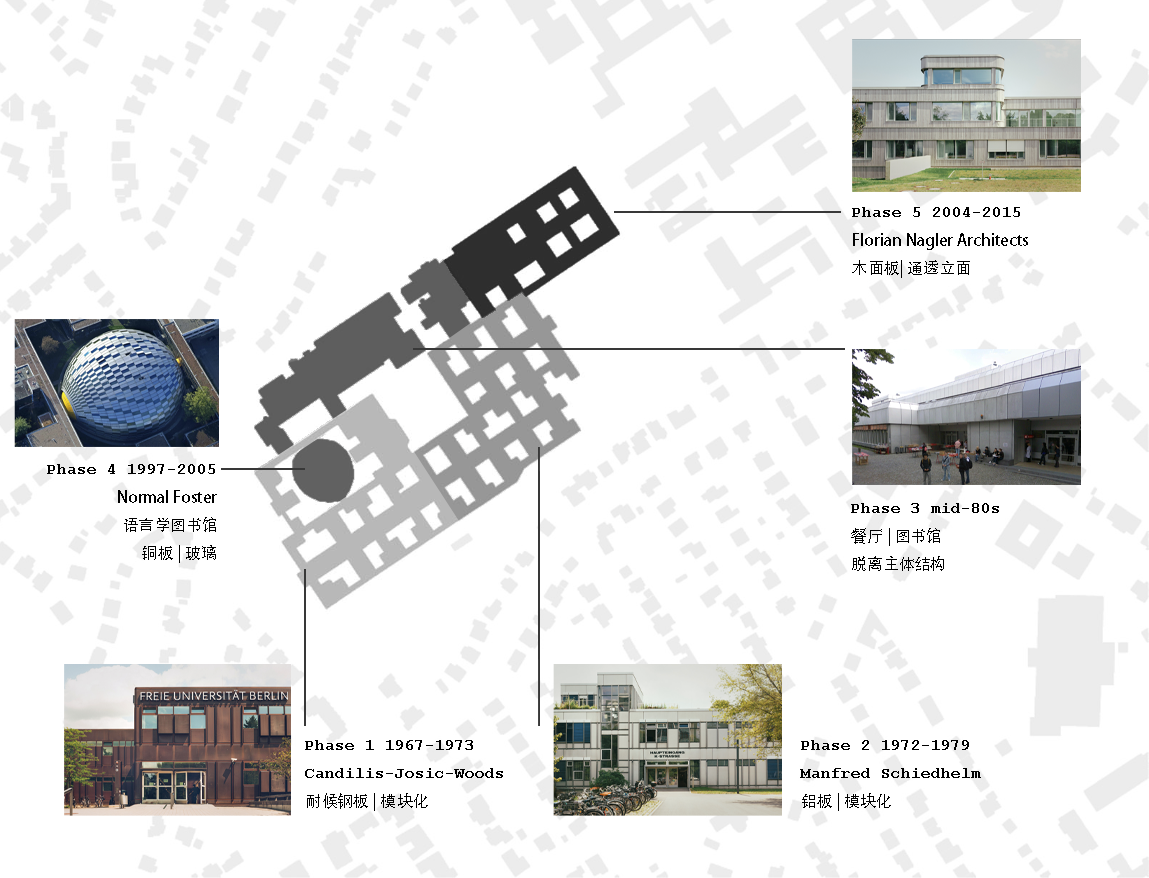 Phase 5 2004-2015
Florian Nagler Architects
木面板| 通透立面
Phase 4 1997-2005
Normal Foster
语言学图书馆
铜板 | 玻璃
Phase 3 mid-80s
餐厅 | 图书馆
脱离主体结构
FREIE UNIVERSITÄT BERLIN
Phase 1 1967-1973
Candilis-Josic-Woods
耐候钢板 | 模块化
HAUPTEINGANG
K-STRASSE
Phase 2 1972-1979
Manfred Schiedhelm
铝板 | 模块化